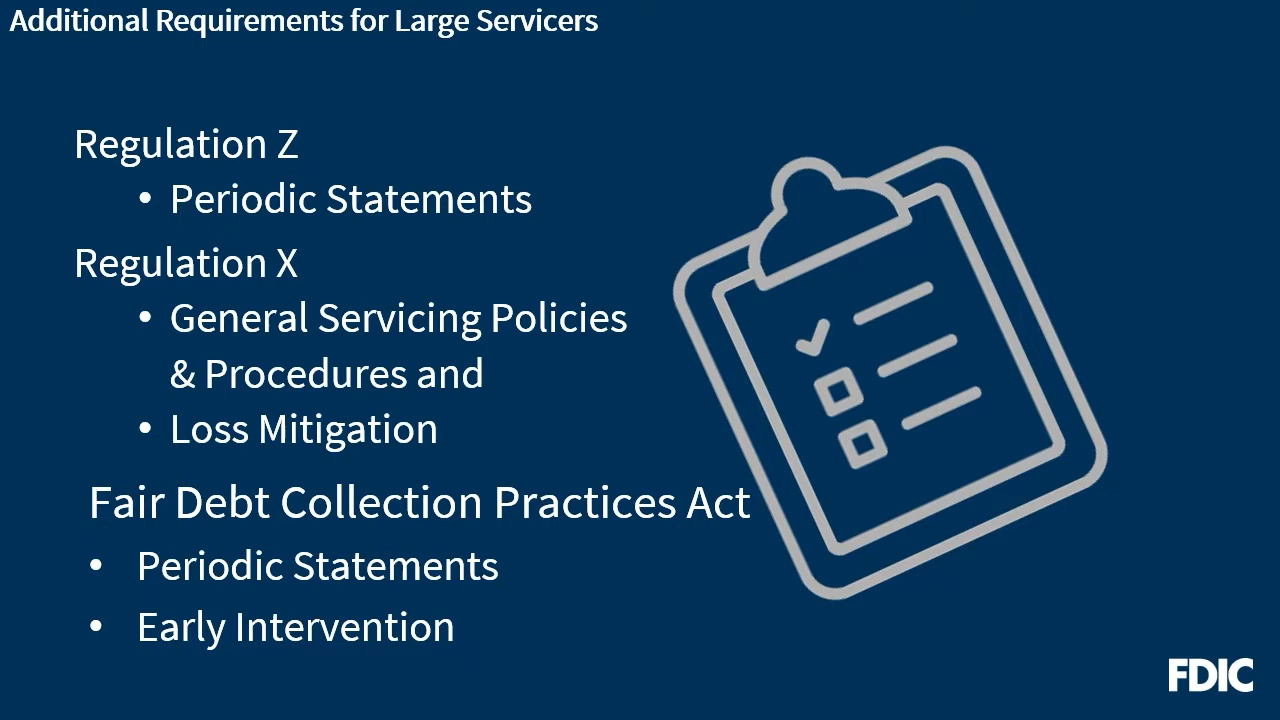 Additional Requirements for Large Servicers
Regulation Z
• Periodic Statements
Regulation X
• General Servicing Policies
& Procedures and
• Loss Mitigation
Fair Debt Collection Practices Act
• Periodic Statements
• Early Intervention
FDIC